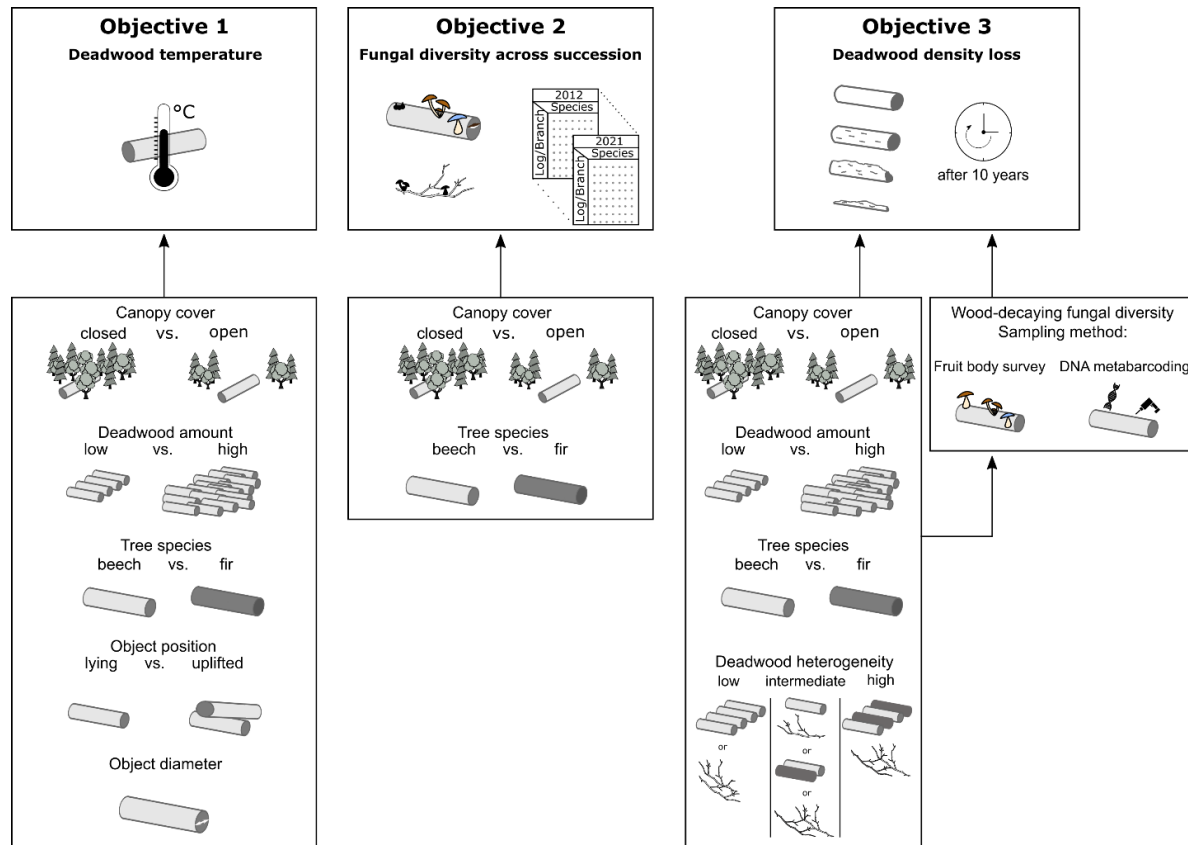 Objective 1
Deadwood temperature
°C
Objective 2
Fungal diversity across succession
2012
Species
Log/Branch
2021
Species
Log/Branch
Objective 3
Deadwood density loss
after 10 years
Canopy cover
closed vs. open
Deadwood amount
low vs. high
Tree species
beech vs. fir
Object position
lying vs. uplifted
Object diameter
Canopy cover
closed vs. open
Tree species
beech vs. fir
Canopy cover
closed vs. open
Deadwood amount
low vs. high
Tree species
beech vs. fir
Deadwood heterogeneity
low intermediate high
or
or
or
Wood-decaying fungal diversity
Sampling method:
Fruit body survey DNA metabarcoding